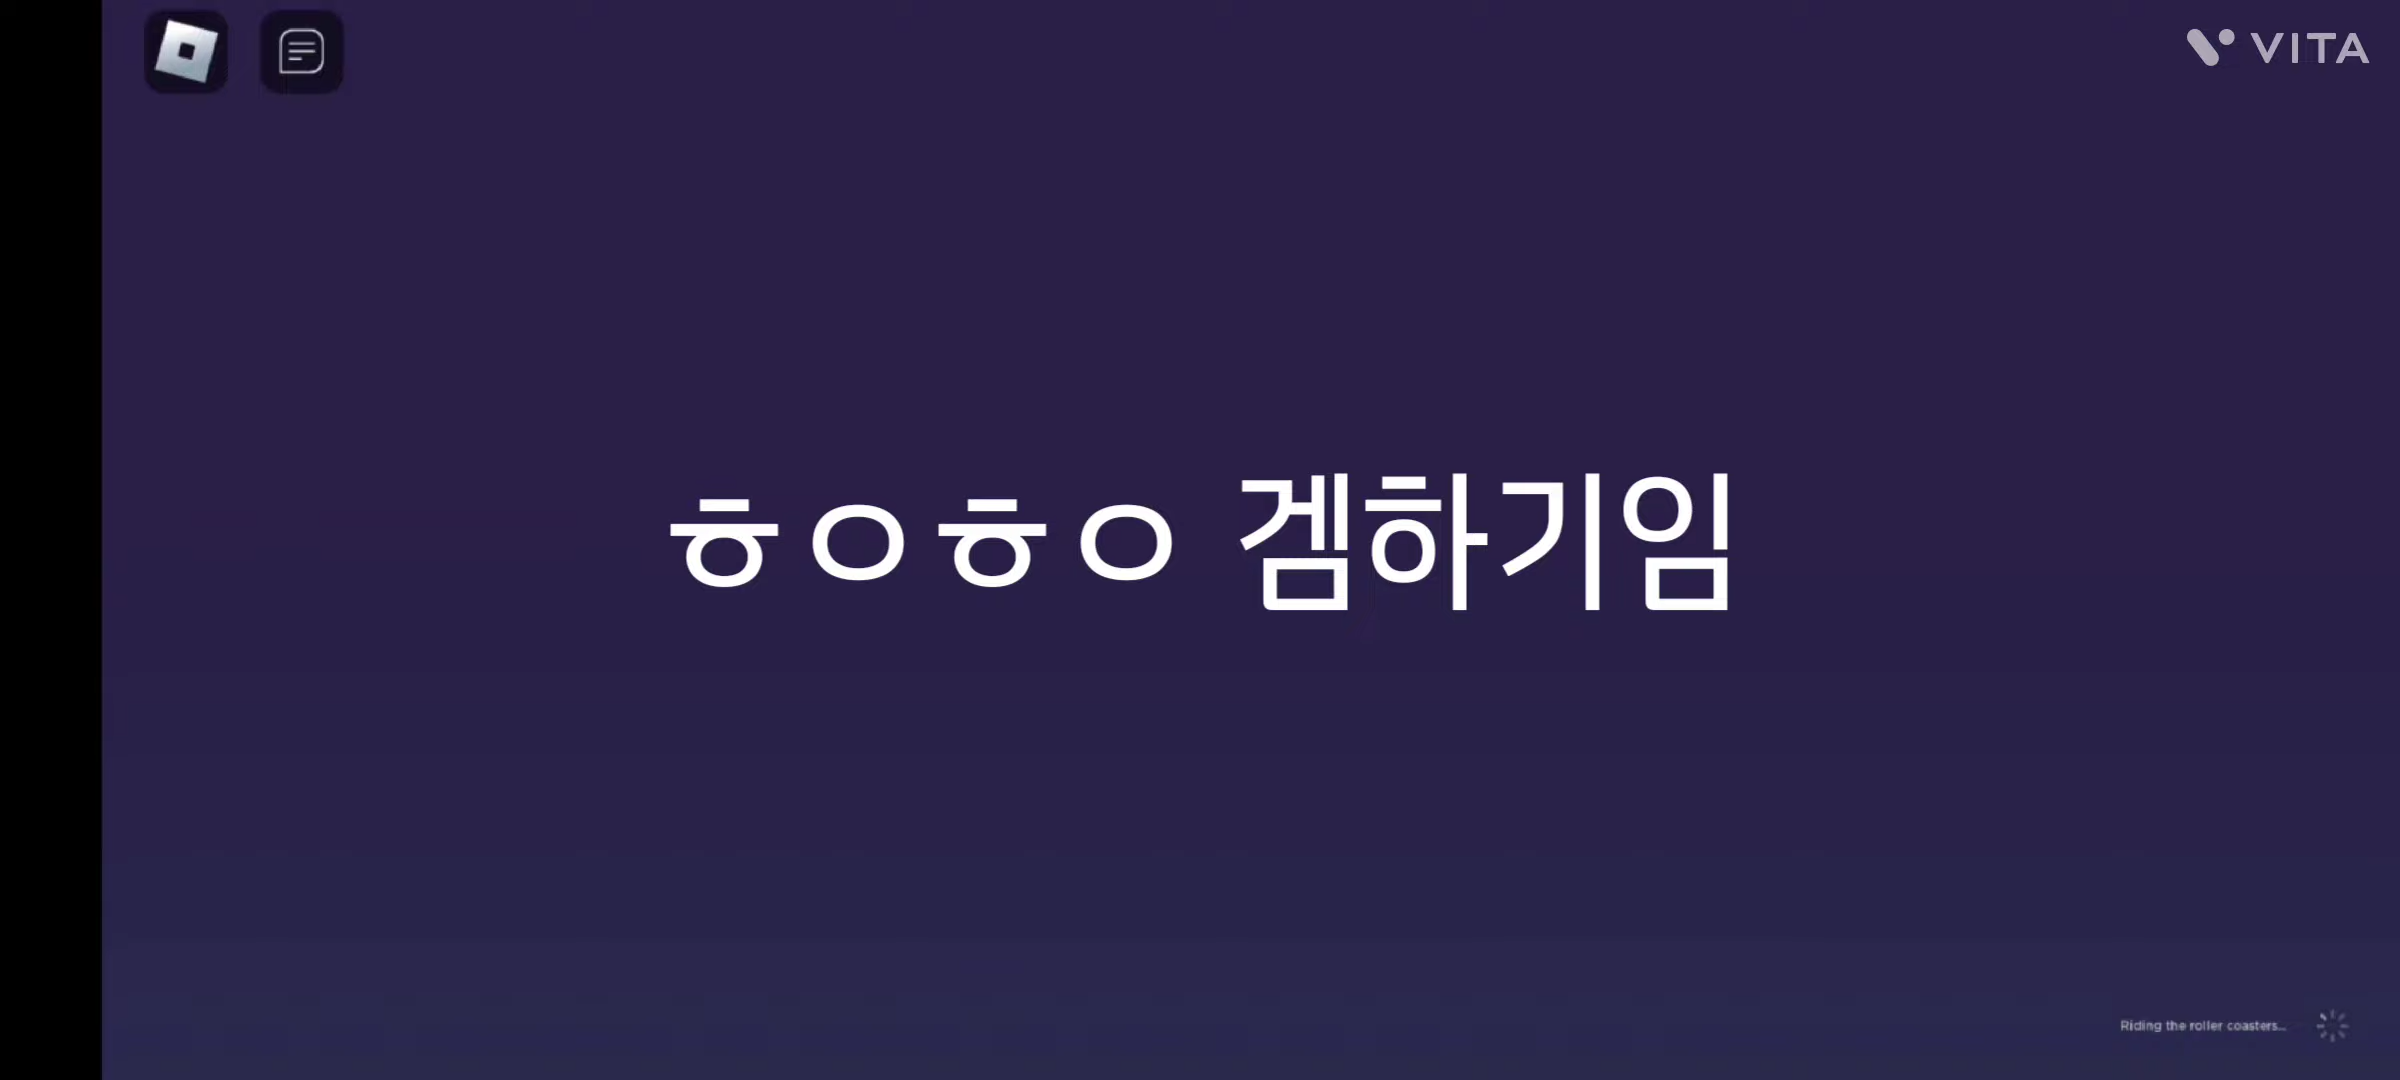 VITA
ㅎㅇㅎㅇ 겜하기임
Riding the roller coasters...